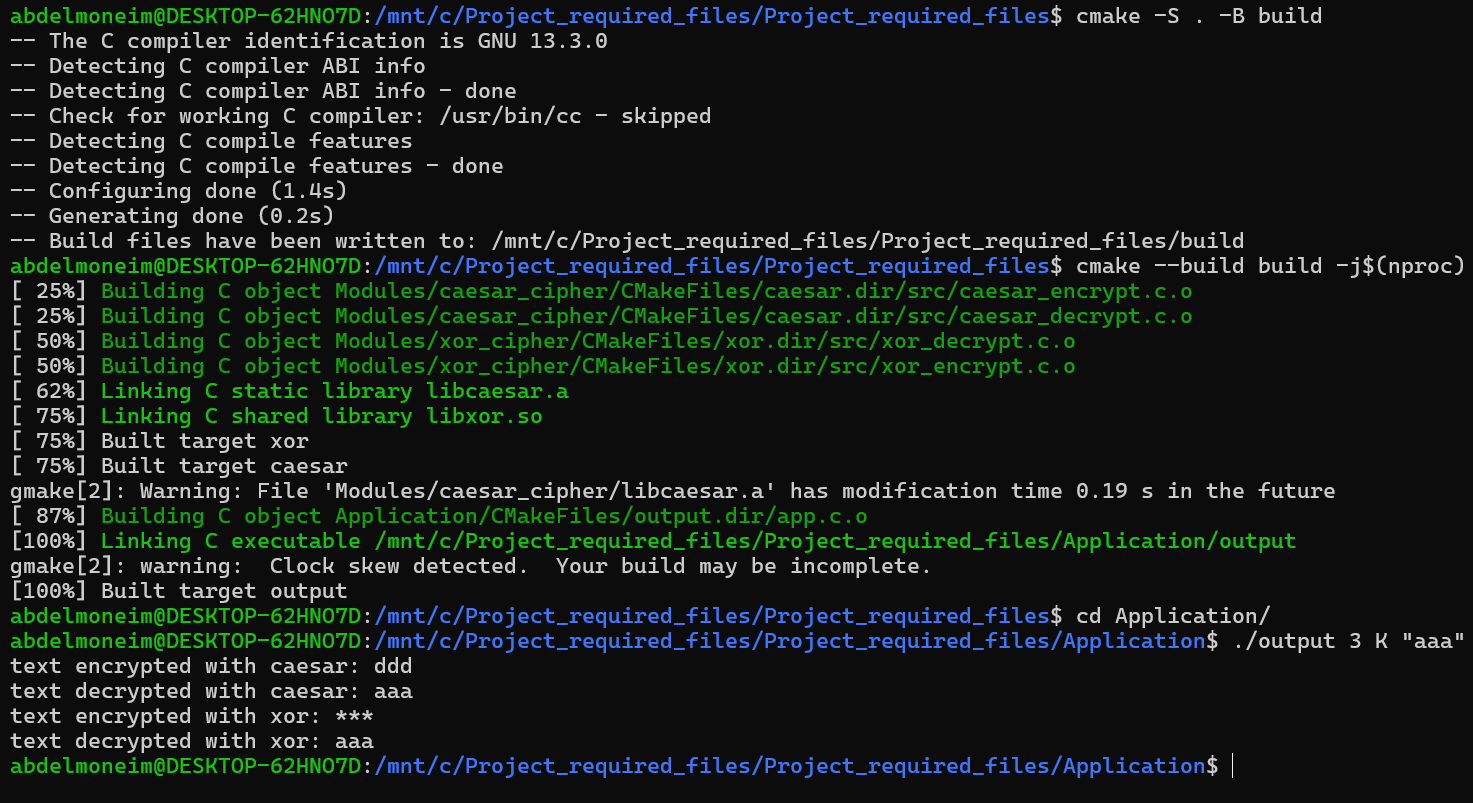 abdelmoneim@DESKTOP-62HNO7D:/mnt/c/Project_required_files/Project_required_files$ cmake -S . -B build
-- The C compiler identification is GNU 13.3.0
-- Detecting C compiler ABI info
-- Detecting C compiler ABI info - done
-- Check for working C compiler: /usr/bin/cc - skipped
-- Detecting C compile features
-- Detecting C compile features - done
-- Configuring done (1.4s)
-- Generating done (0.2s)
-- Build files have been written to: /mnt/c/Project_required_files/Project_required_files/build
abdelmoneim@DESKTOP-62HNO7D:/mnt/c/Project_required_files/Project_required_files$ cmake --build build -j$(nproc)
[ 25%] Building C object Modules/caesar_cipher/CMakeFiles/caesar.dir/src/caesar_encrypt.c.o
[ 25%] Building C object Modules/caesar_cipher/CMakeFiles/caesar.dir/src/caesar_decrypt.c.o
[ 50%] Building C object Modules/xor_cipher/CMakeFiles/xor.dir/src/xor_decrypt.c.o
[ 50%] Building C object Modules/xor_cipher/CMakeFiles/xor.dir/src/xor_encrypt.c.o
[ 62%] Linking C static library libcaesar.a
[ 75%] Linking C shared library libxor.so
[ 75%] Built target xor
[ 75%] Built target caesar
gmake[2]: Warning: File 'Modules/caesar_cipher/libcaesar.a' has modification time 0.19 s in the future
[ 87%] Building C object Application/CMakeFiles/output.dir/app.c.o
[100%] Linking C executable /mnt/c/Project_required_files/Project_required_files/Application/output
gmake[2]: warning:  Clock skew detected.  Your build may be incomplete.
[100%] Built target output
abdelmoneim@DESKTOP-62HNO7D:/mnt/c/Project_required_files/Project_required_files$ cd Application/
abdelmoneim@DESKTOP-62HNO7D:/mnt/c/Project_required_files/Project_required_files/Application$ ./output 3 K "aaa"
text encrypted with caesar: ddd
text decrypted with caesar: aaa
text encrypted with xor: ***
text decrypted with xor: aaa
abdelmoneim@DESKTOP-62HNO7D:/mnt/c/Project_required_files/Project_required_files/Application$